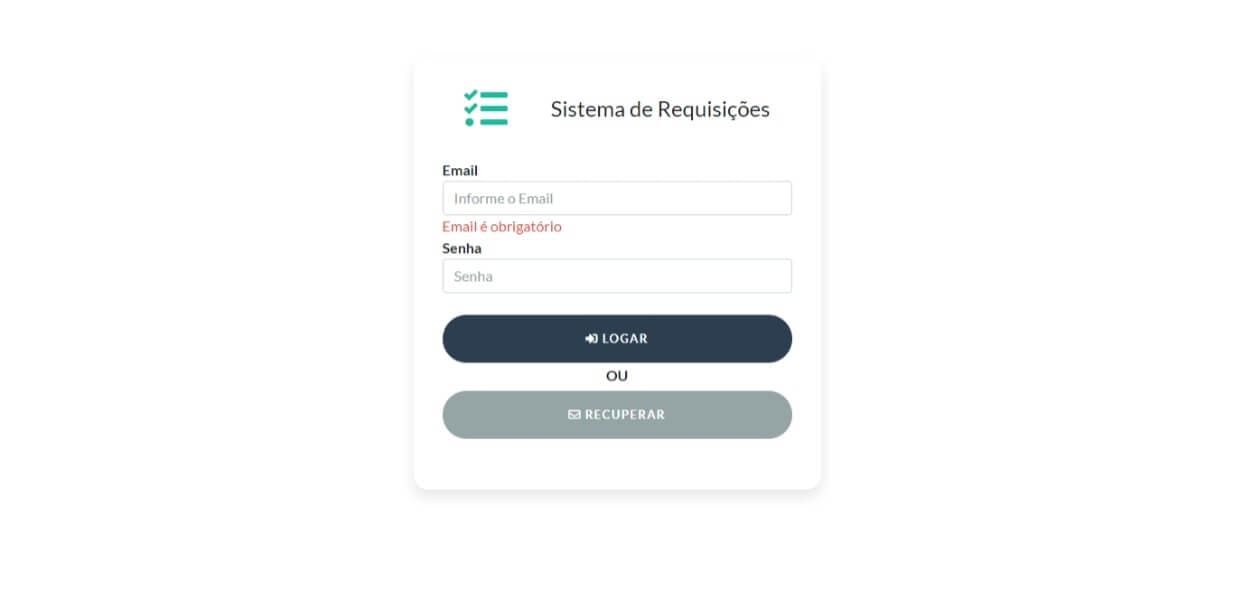 Sistema de Requisições
Email
Informe o Email
Email é obrigatório
Senha
Senha
LOGAR
OU
RECUPERAR